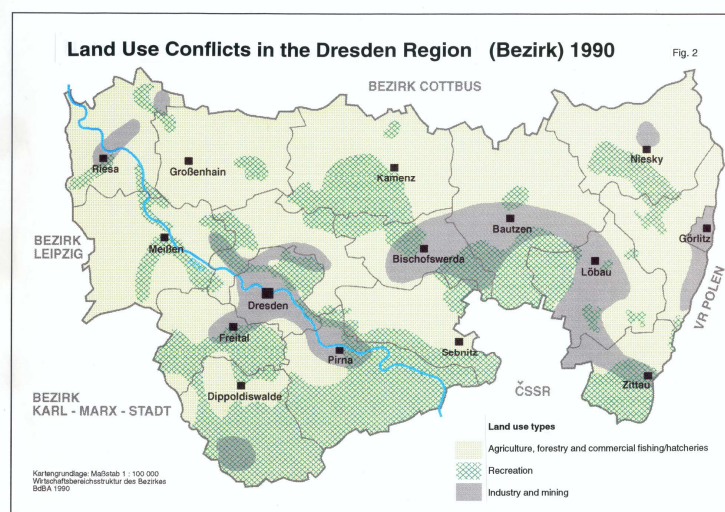 Land Use Conflicts in the Dresden Region (Bezirk) 1990
Fig. 2
BEZIRK COTTBUS
Riesa
Großenhain
Kamenz
Niesky
BEZIRK
LEIPZIG
Meißen
Bautzen
Görlitz
Bischofswerda
Löbau
Dresden
VR POLEN
Freital
Pirna
Sebnitz
BEZIRK
KARL - MARX - STADT
Dippoldiswalde
ČSSR
Zittau
Land use types
Agriculture, forestry and commercial fishing/hatcheries
Recreation
Industry and mining
Kartengrundlage: Maßstab 1 : 100 000
Wirtschaftsbereichsstruktur des Bezirkes
BdBA 1990